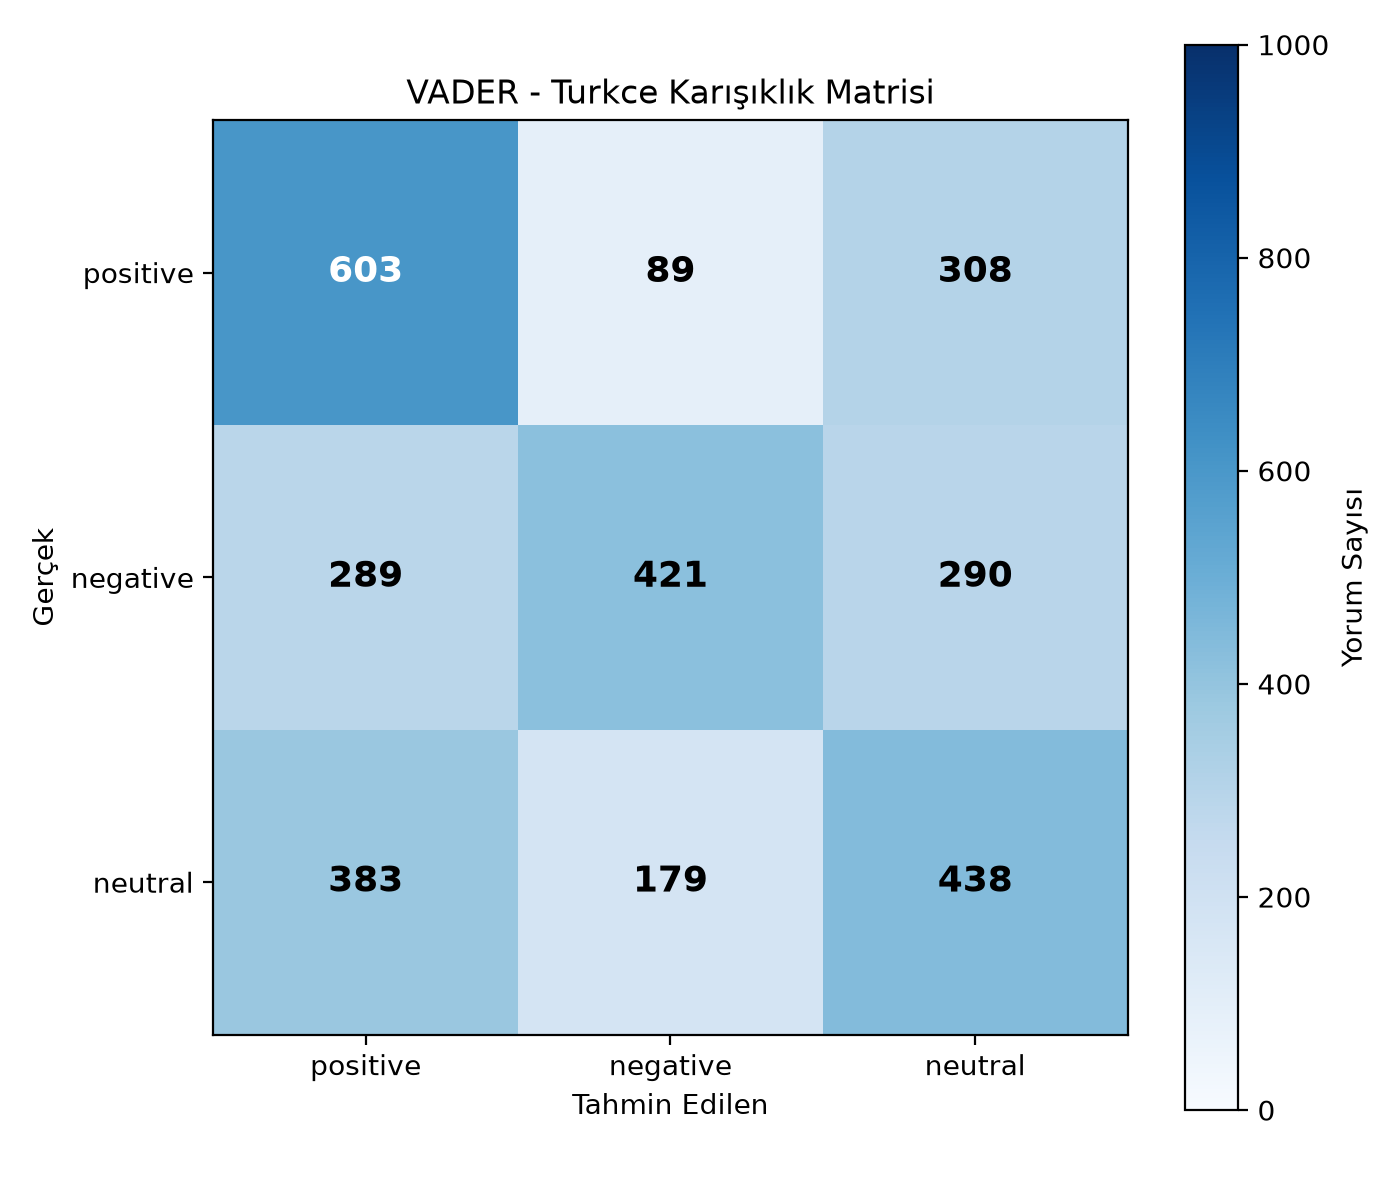 VADER - Turkce Karışıklık Matrisi
positive 603 89 308
negative 289 421 290
neutral 383 179 438
positive negative neutral
Tahmin Edilen
Gerçek
1000
800
600
400
200
0
Yorum Sayısı